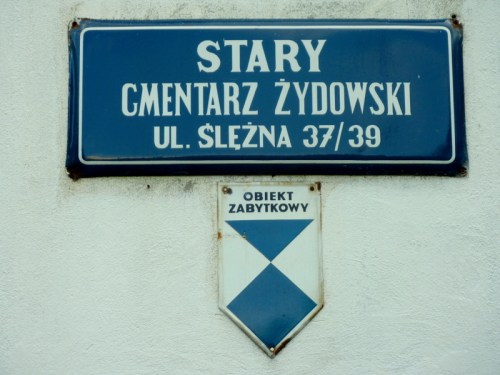 STARY
CMENTARZ ŻYDOWSKI
UL. ŚLĘŻNA 37/39
OBIEKT
ZABYTKOWY